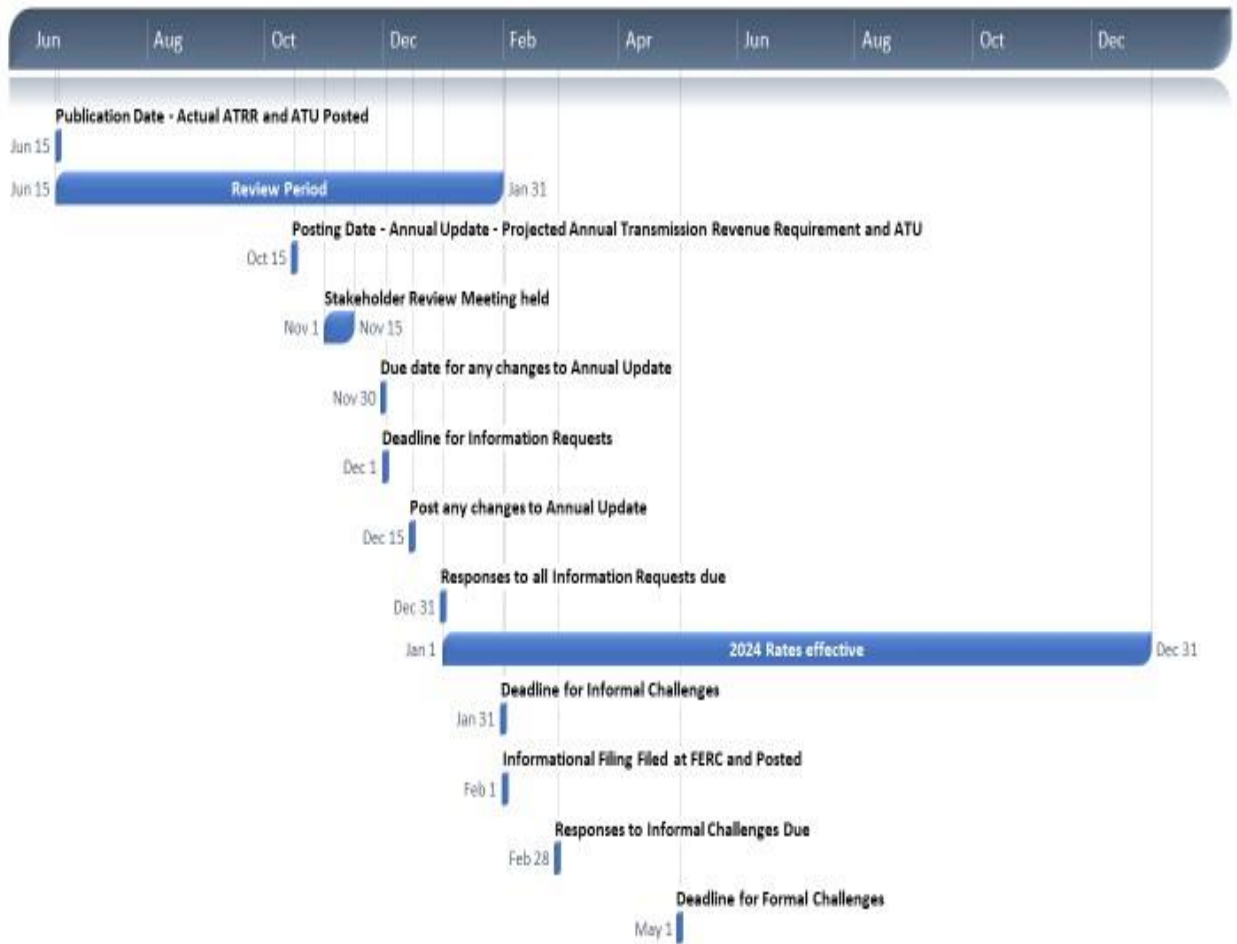 Jun Aug Oct Dec Feb Apr Jun Aug Oct Dec
Publication Date - Actual ATRR and ATU Posted
Jun 15
Jun 15 Review Period Jan 31
Posting Date - Annual Update - Projected Annual Transmission Revenue Requirement and ATU
Oct 15
Stakeholder Review Meeting held
Nov 1 Nov 15
Due date for any changes to Annual Update
Nov 30
Deadline for Information Requests
Dec 1
Post any changes to Annual Update
Dec 15
Responses to all Information Requests due
Dec 31
Jan 1 2024 Rates effective Dec 31
Deadline for Informal Challenges
Jan 31
Informational Filing Filed at FERC and Posted
Feb 1
Responses to Informal Challenges Due
Feb 28
Deadline for Formal Challenges
May 1